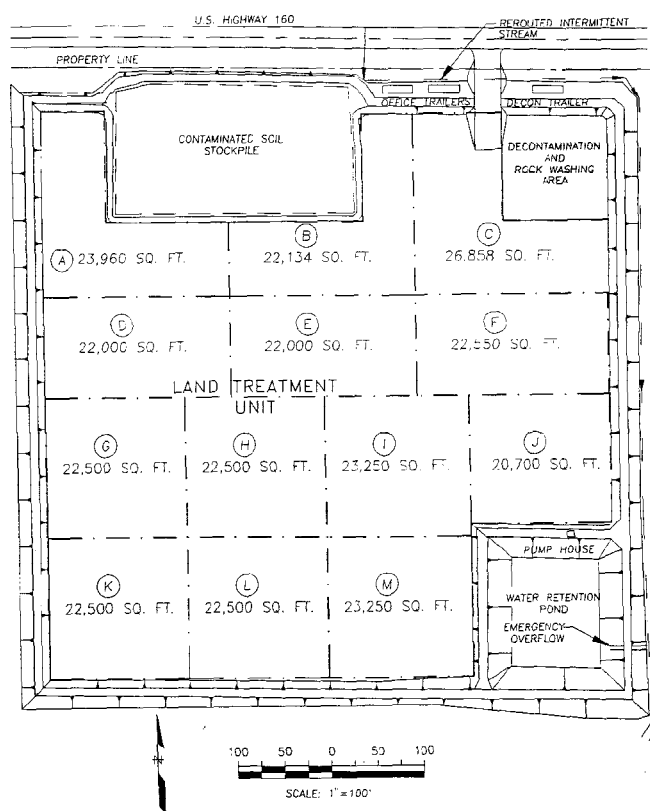 U.S. HIGHWAY 160
REROUTED INTERMITTENT
STREAM
PROPERTY LINE
OFFICE TRAILERS
DECON TRAILER
CONTAMINATED SOIL
STOCKPILE
DECONTAMINATION
AND
ROCK WASHING
AREA
A 23,960 SQ. FT.
B
22,134 SQ. FT.
C
26.858 SQ. FT.
D
22,000 SQ. FT.
E
22,000 SQ. FT.
F
22,550 SQ. FT.
LAND TREATMENT
UNIT
G
22,500 SQ. FT.
H
22,500 SQ. FT.
I
23,250 SQ. FT.
J
20,700 SQ. FT.
PUMP HOUSE
K
22,500 SQ. FT.
L
22,500 SQ. FT.
M
23,250 SQ. FT.
WATER RETENTION
POND
EMERGENCY
OVERFLOW
N
100 50 0 50 100
SCALE: 1"=100'